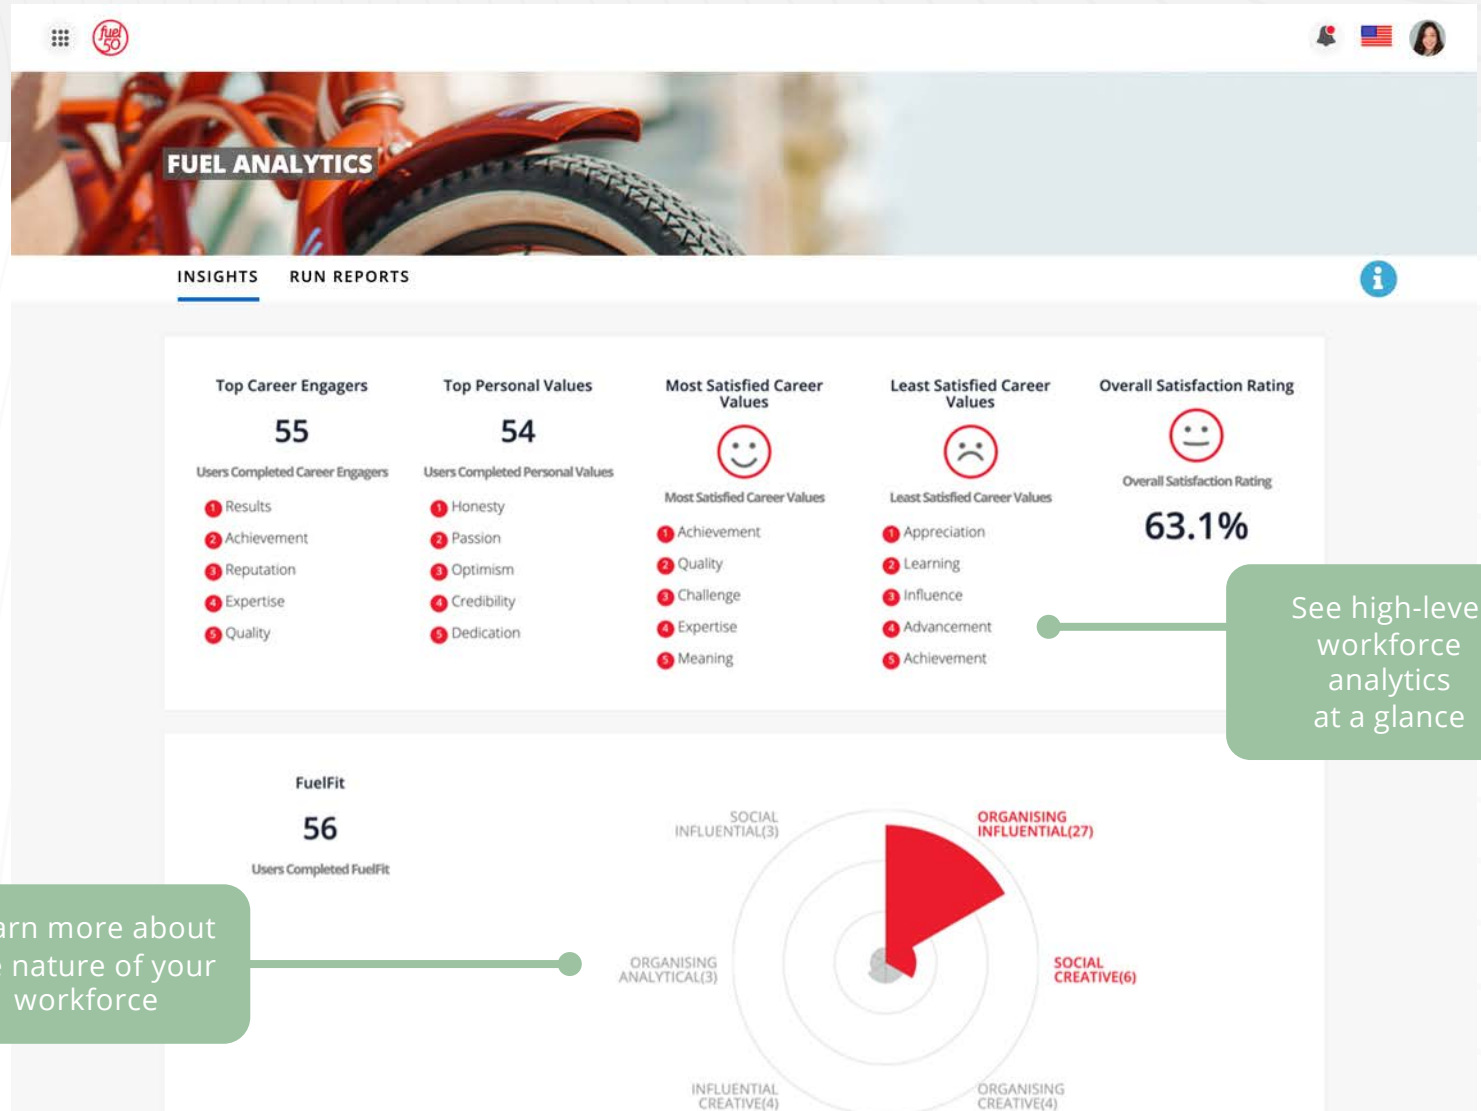 fuel
50
FUEL ANALYTICS
INSIGHTS
RUN REPORTS
Top Career Engagers
55
Users Completed Career Engagers
1 Results
2 Achievement
3 Reputation
4 Expertise
5 Quality
Top Personal Values
54
Users Completed Personal Values
1 Honesty
2 Passion
3 Optimism
4 Credibility
5 Dedication
Most Satisfied Career
Values
Most Satisfied Career Values
1 Achievement
2 Quality
3 Challenge
4 Expertise
5 Meaning
Least Satisfied Career
Values
Least Satisfied Career Values
1 Appreciation
2 Learning
3 Influence
4 Advancement
5 Achievement
Overall Satisfaction Rating
Overall Satisfaction Rating
63.1%
See high-leve
workforce
analytics
at a glance
FuelFit
56
Users Completed FuelFit
arn more about
e nature of your
workforce
SOCIAL
INFLUENTIAL(3)
ORGANISING
INFLUENTIAL(27)
ORGANISING
ANALYTICAL(3)
SOCIAL
CREATIVE(6)
INFLUENTIAL
CREATIVE(4)
ORGANISING
CREATIVE(4)